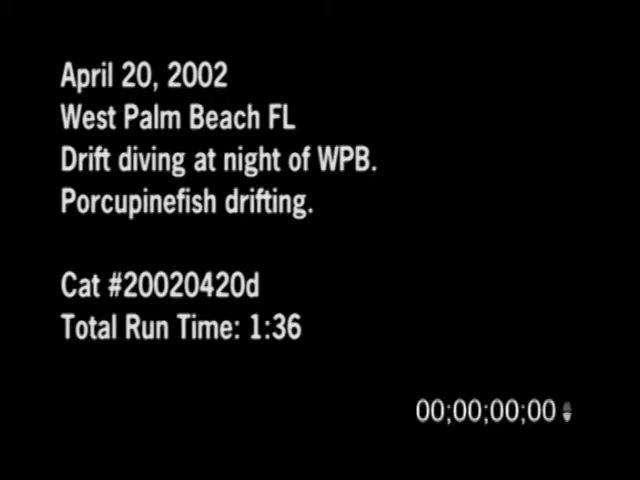 April 20, 2002
West Palm Beach FL
Drift diving at night of WPB.
Porcupinefish drifting.
Cat #20020420d
Total Run Time: 1:36
00;00;00;00